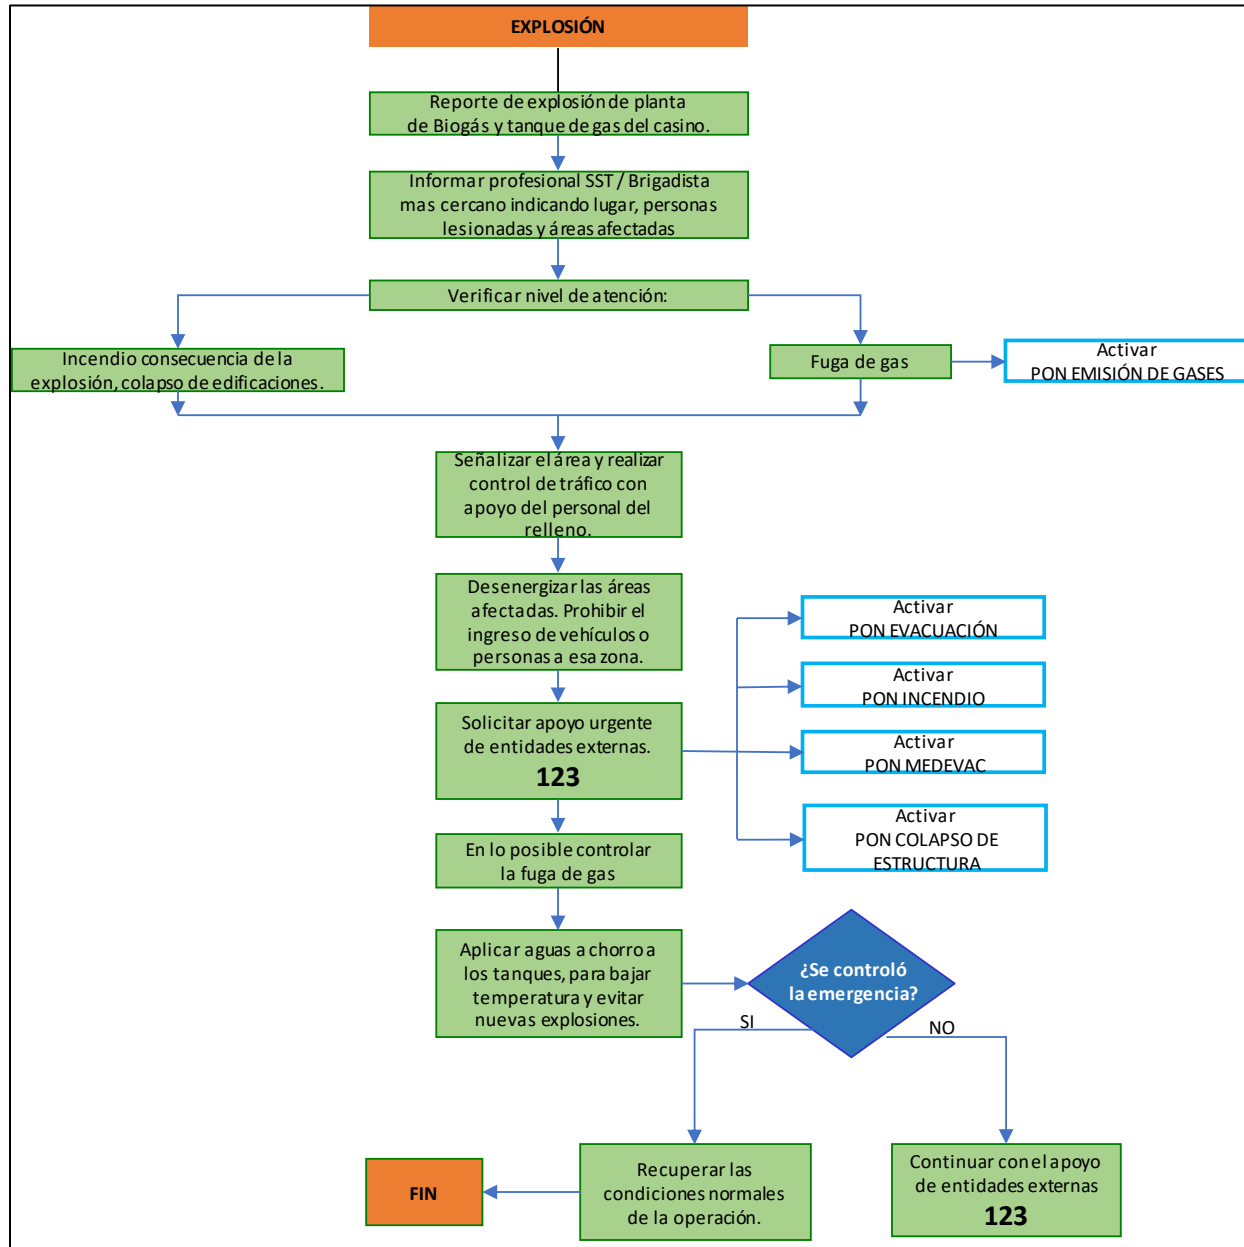 EXPLOSIÓN
Reporte de explosión de planta
de Biogás y tanque de gas del casino.
Informar profesional SST / Brigadista
mas cercano indicando lugar, personas
lesionadas y áreas afectadas
Verificar nivel de atención:
Incendio consecuencia de la
explosión, colapso de edificaciones.
Fuga de gas
Activar
PON EMISIÓN DE GASES
Señalizar el área y realizar
control de tráfico con
apoyo del personal del
relleno.
Desenergizar las áreas
afectadas. Prohibir el
ingreso de vehículos o
personas a esa zona.
Activar
PON EVACUACIÓN
Activar
PON INCENDIO
Solicitar apoyo urgente
de entidades externas.
123
Activar
PON MEDEVAC
Activar
PON COLAPSO DE
ESTRUCTURA
En lo posible controlar
la fuga de gas
Aplicar aguas a chorro a
los tanques, para bajar
temperatura y evitar
nuevas explosiones.
¿Se controló
la emergencia?
SI
NO
Recuperar las
condiciones normales
de la operación.
FIN
Continuar con el apoyo
de entidades externas
123